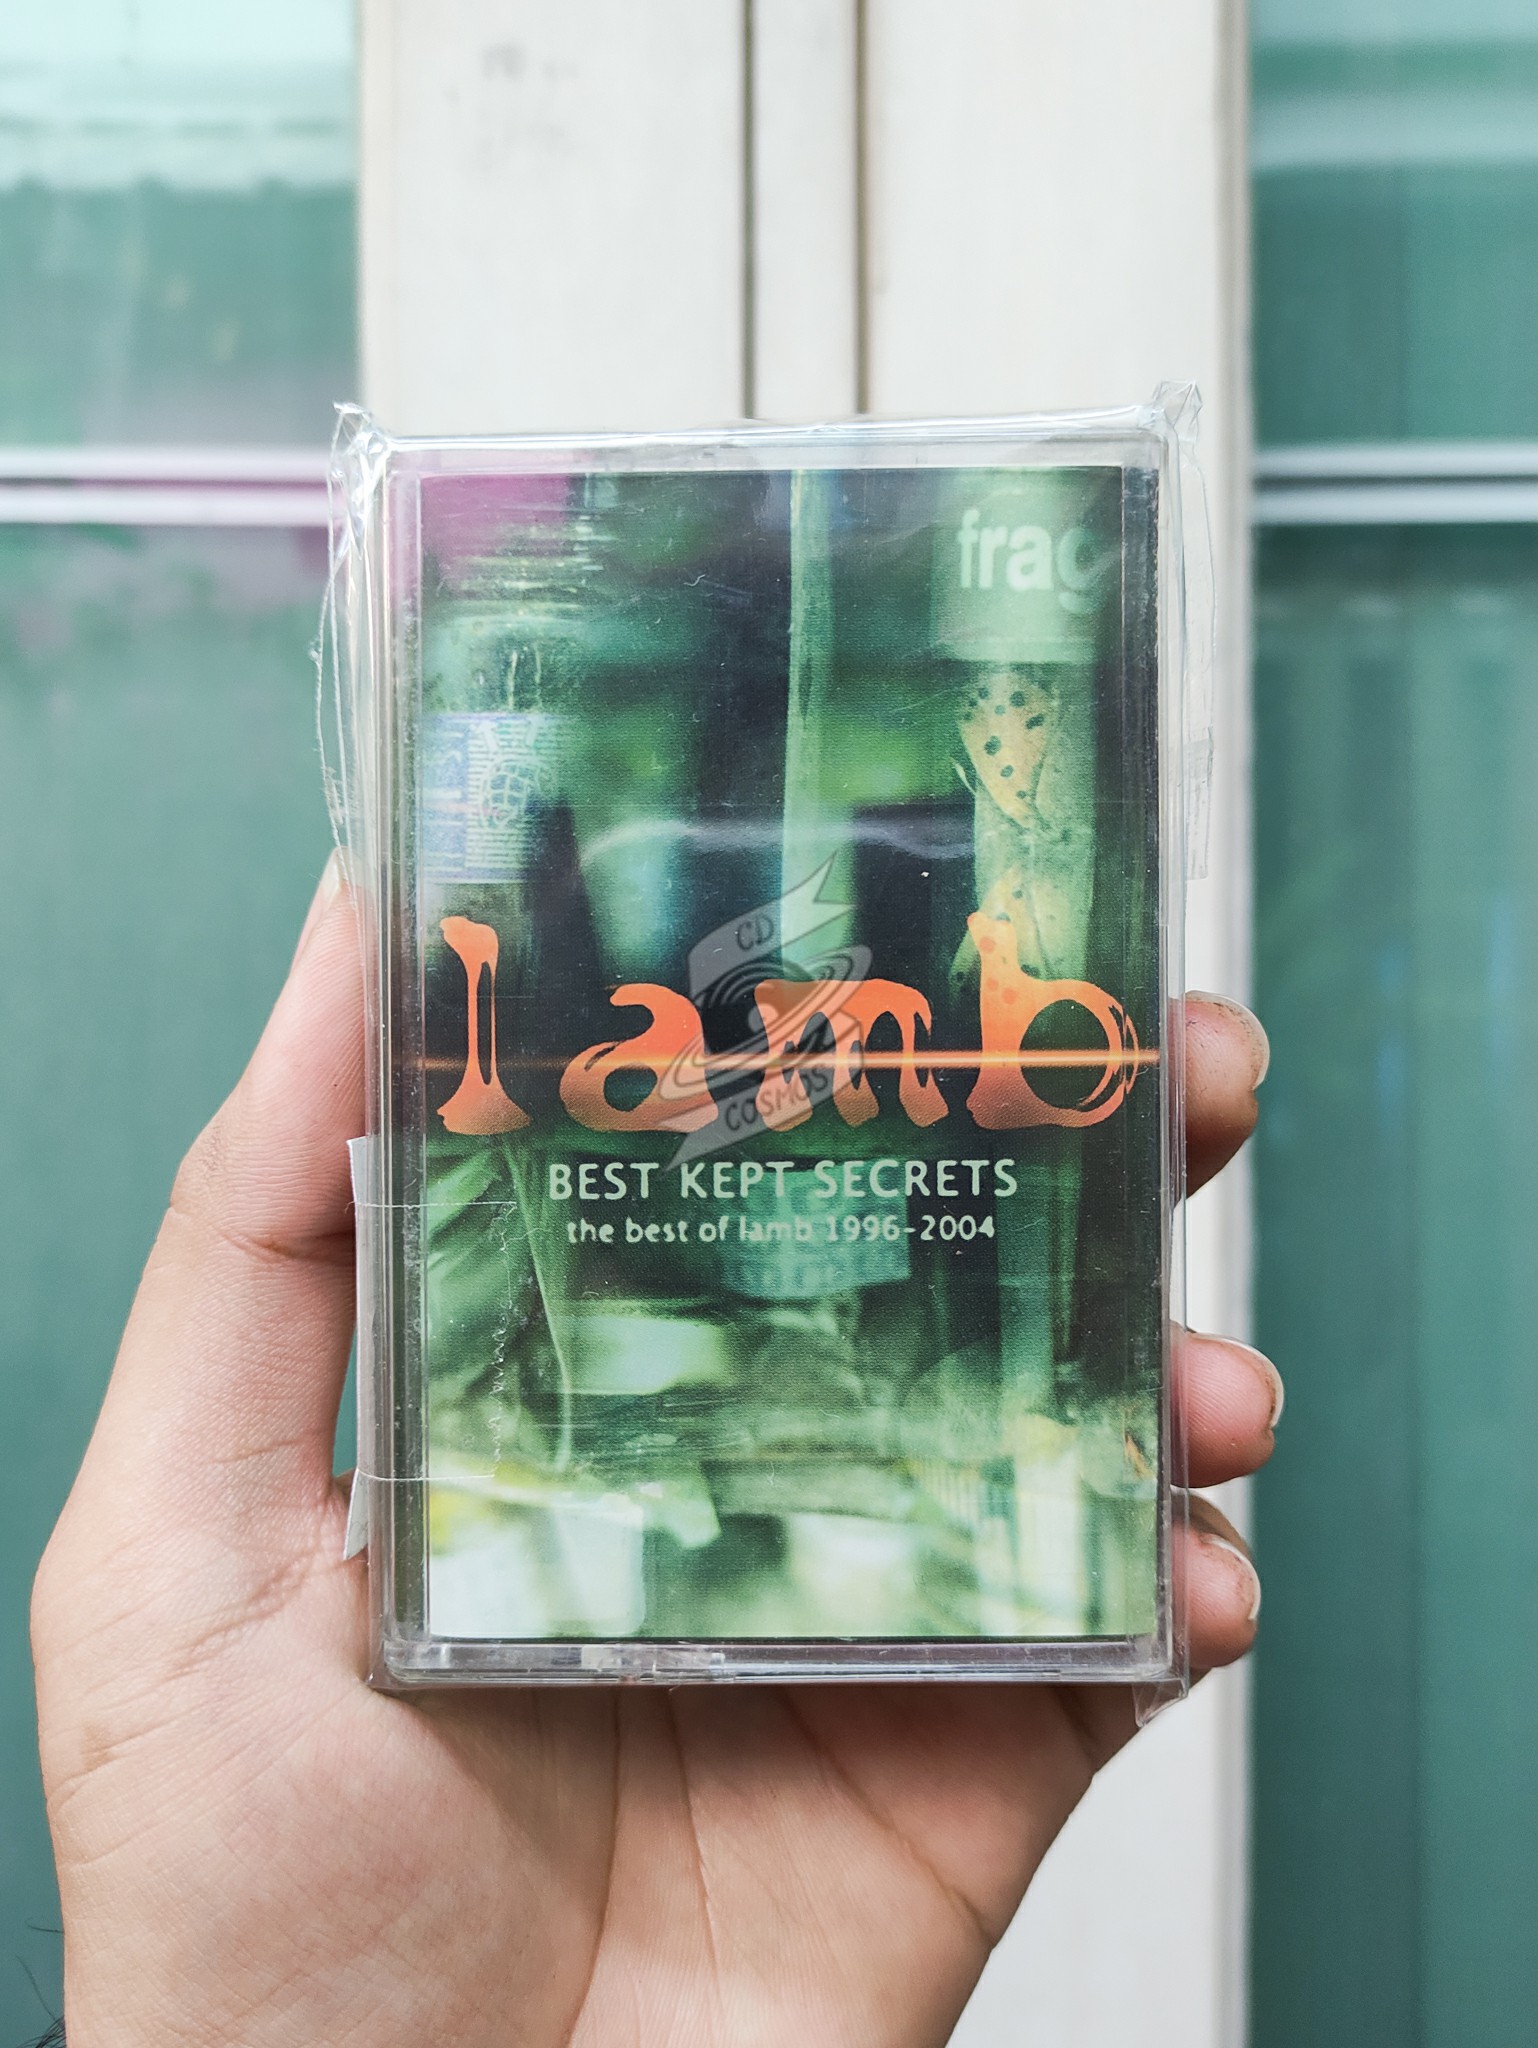 frag
lamb
CD
COSMOS
BEST KEPT SECRETS
the best of lamb 1996-2004